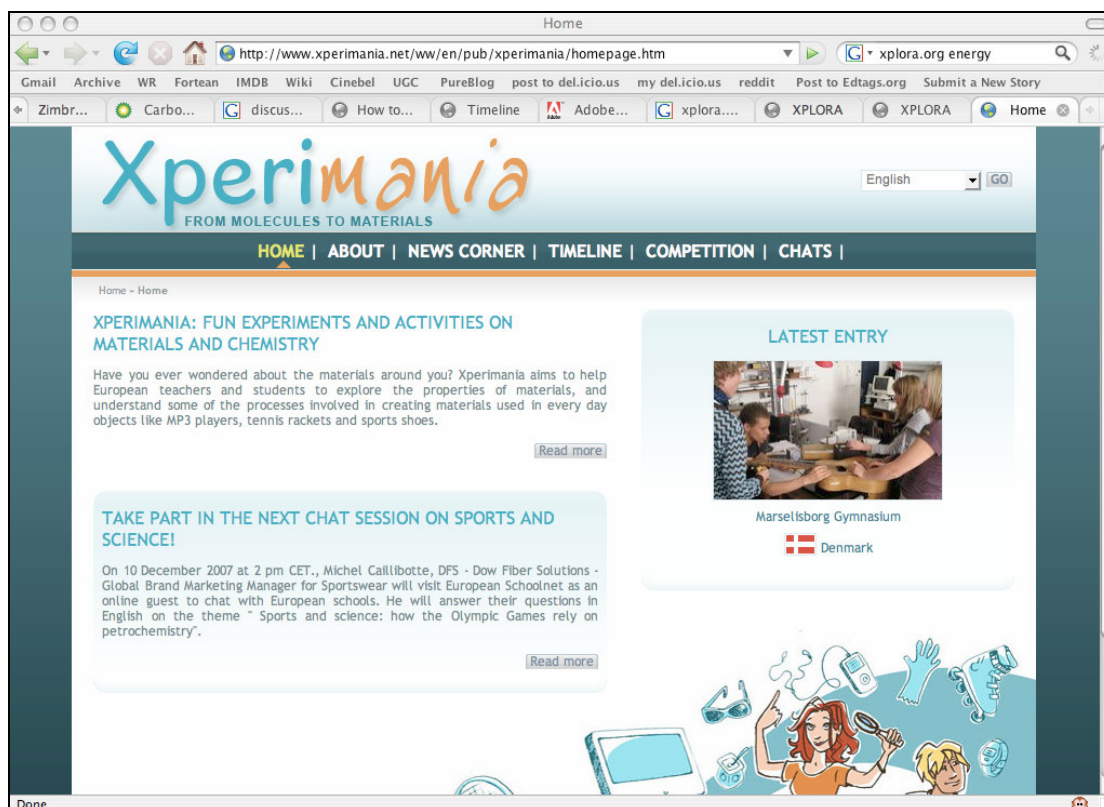 Home
http://www.xperimania.net/ww/en/pub/xperimania/homepage.htm
xplora.org energy
Gmail Archive WR Fortean IMDB Wiki Cinebel UGC PureBlog post to del.icio.us my del.icio.us reddit Post to Edtags.org Submit a New Story
Zimbr... Carbo... discus... How to... Timeline Adobe... xplora.... XPLORA XPLORA Home
Xperimania
FROM MOLECULES TO MATERIALS
English GO
HOME | ABOUT | NEWS CORNER | TIMELINE | COMPETITION | CHATS |
Home - Home
XPERIMANIA: FUN EXPERIMENTS AND ACTIVITIES ON
MATERIALS AND CHEMISTRY
Have you ever wondered about the materials around you? Xperimania aims to help
European teachers and students to explore the properties of materials, and
understand some of the processes involved in creating materials used in every day
objects like MP3 players, tennis rackets and sports shoes.
Read more
TAKE PART IN THE NEXT CHAT SESSION ON SPORTS AND
SCIENCE!
On 10 December 2007 at 2 pm CET., Michel Caillibotte, DFS - Dow Fiber Solutions -
Global Brand Marketing Manager for Sportswear will visit European Schoolnet as an
online guest to chat with European schools. He will answer their questions in
English on the theme " Sports and science: how the Olympic Games rely on
petrochemistry".
Read more
LATEST ENTRY
Marselisborg Gymnasium
Denmark
Done